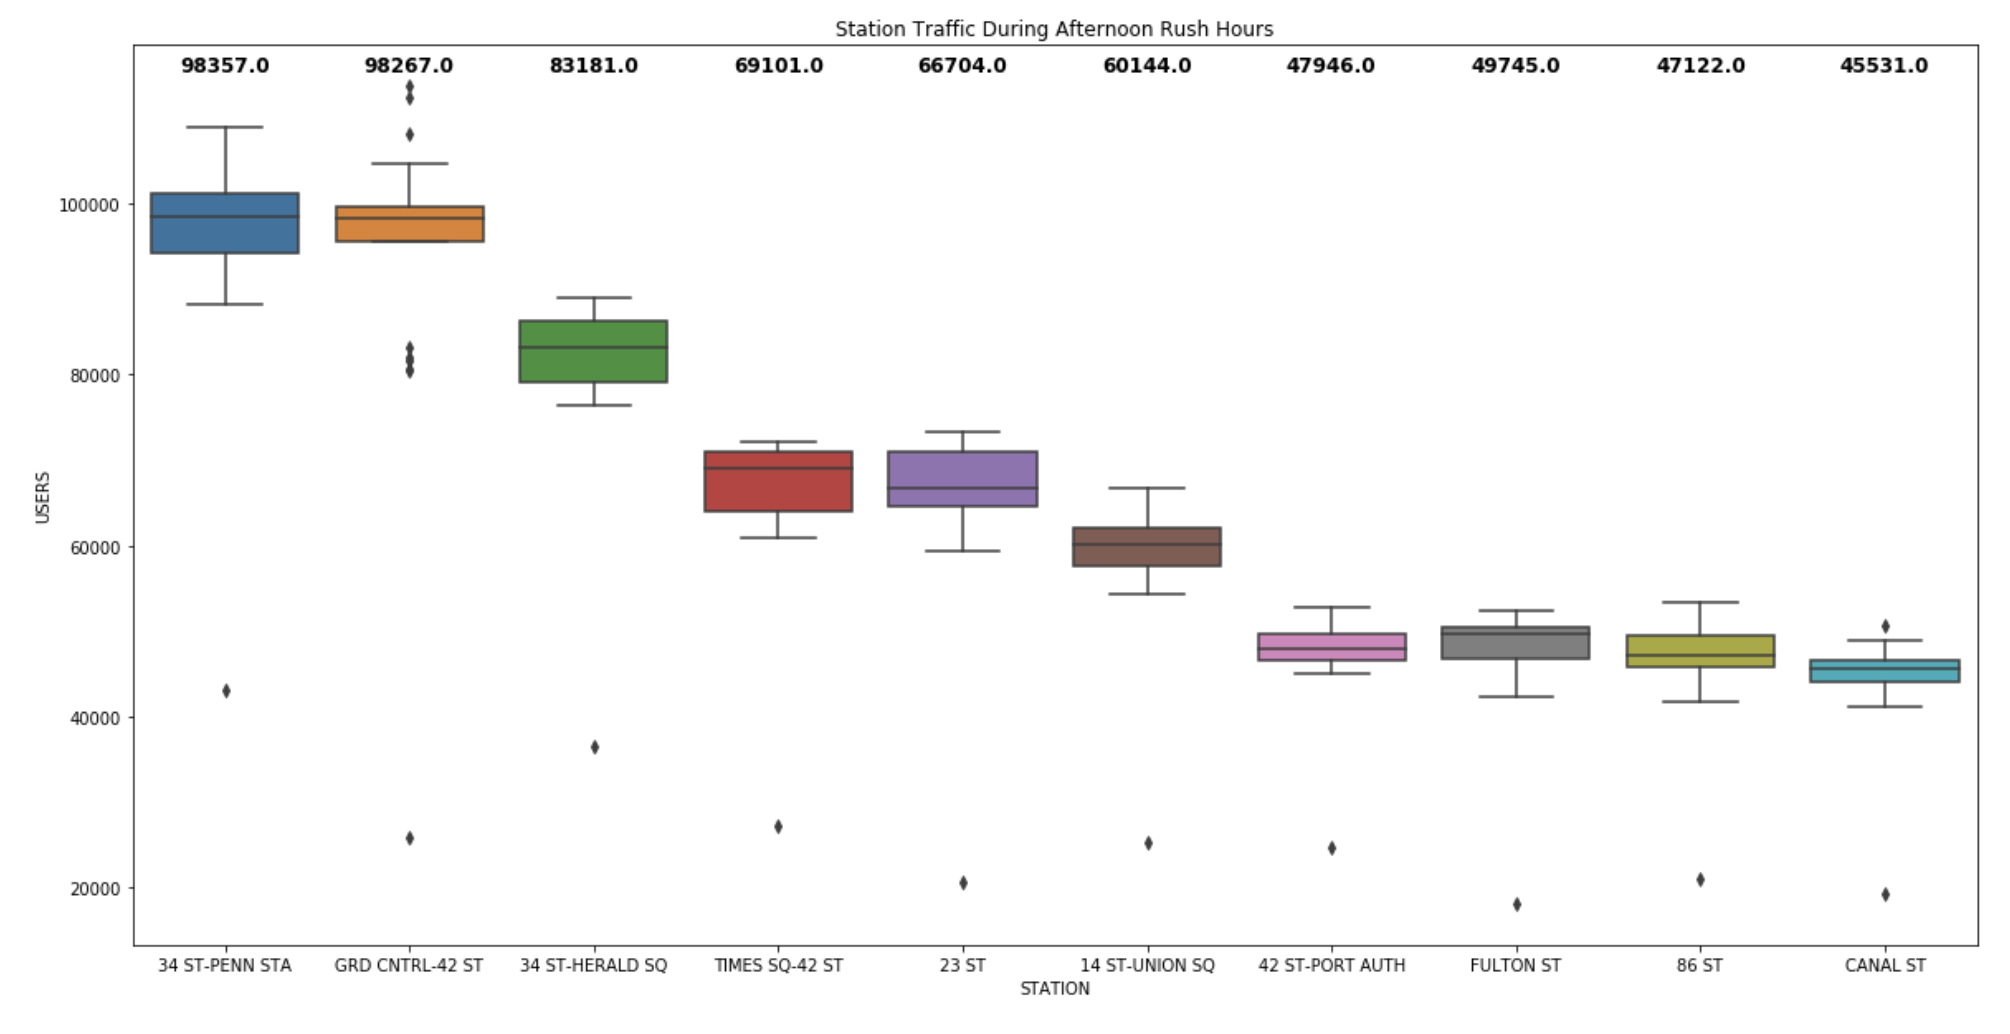 Station Traffic During Afternoon Rush Hours
98357.0 98267.0 83181.0 69101.0 66704.0 60144.0 47946.0 49745.0 47122.0 45531.0
100000
80000
60000
40000
20000
USERS
34 ST-PENN STA GRD CNTRL-42 ST 34 ST-HERALD SQ TIMES SQ-42 ST 23 ST 14 ST-UNION SQ 42 ST-PORT AUTH FULTON ST 86 ST CANAL ST
STATION